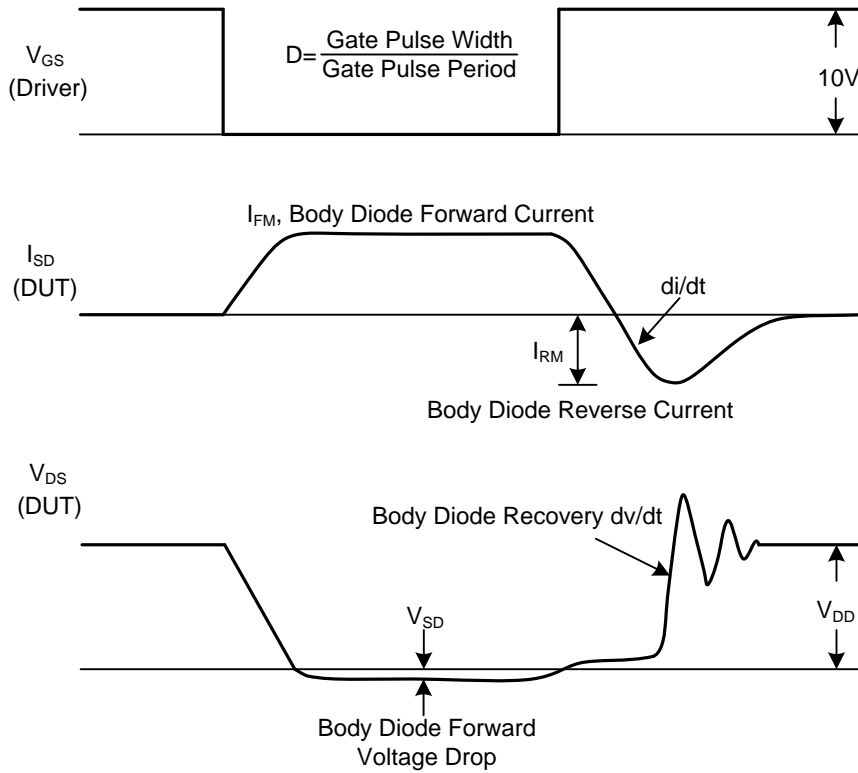 V_GS
(Driver)
D= Gate Pulse Width
Gate Pulse Period
10V
I_FM, Body Diode Forward Current
I_SD
(DUT)
di/dt
I_RM
Body Diode Reverse Current
V_DS
(DUT)
Body Diode Recovery dv/dt
V_SD
V_DD
Body Diode Forward
Voltage Drop